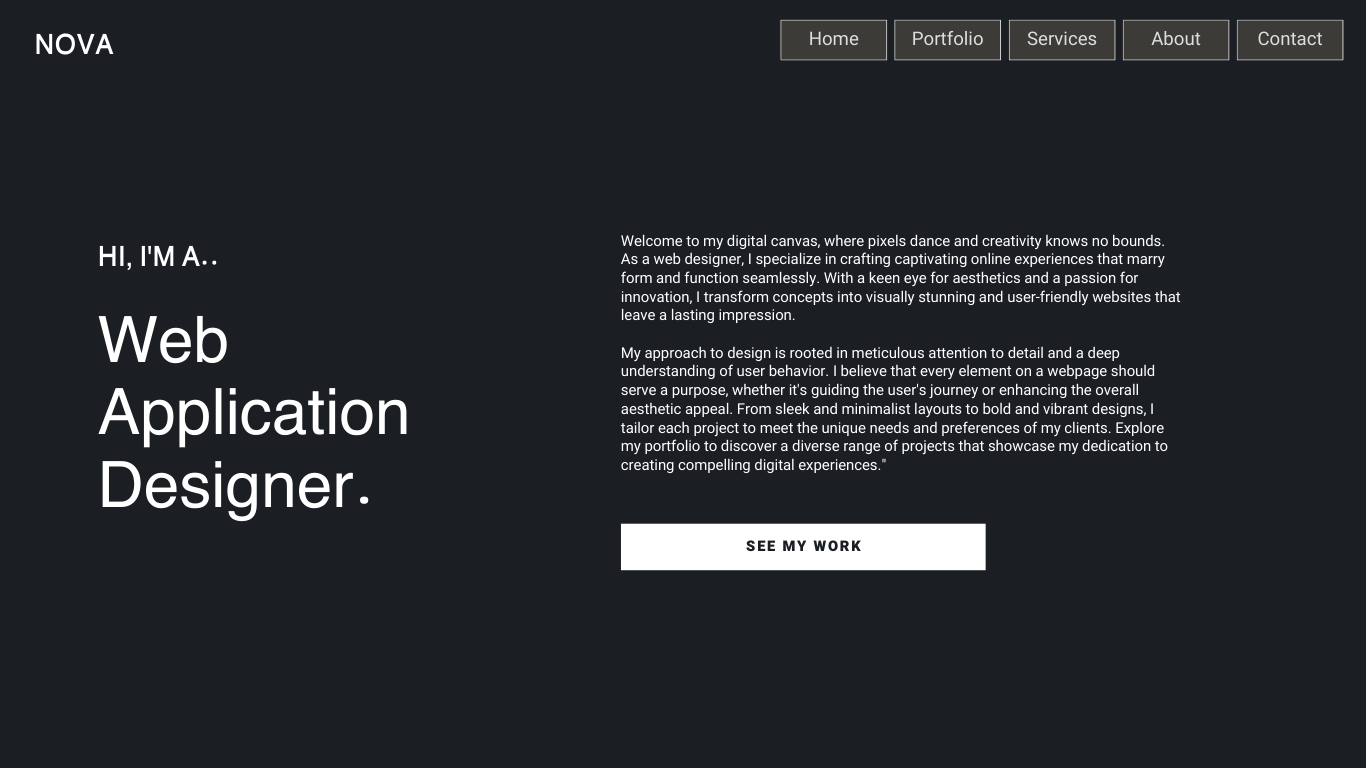 NOVA
Home
Portfolio
Services
About
Contact
HI, I'M A..
Web
Application
Designer.
Welcome to my digital canvas, where pixels dance and creativity knows no bounds.
As a web designer, I specialize in crafting captivating online experiences that marry
form and function seamlessly. With a keen eye for aesthetics and a passion for
innovation, I transform concepts into visually stunning and user-friendly websites that
leave a lasting impression.
My approach to design is rooted in meticulous attention to detail and a deep
understanding of user behavior. I believe that every element on a webpage should
serve a purpose, whether it's guiding the user's journey or enhancing the overall
aesthetic appeal. From sleek and minimalist layouts to bold and vibrant designs, I
tailor each project to meet the unique needs and preferences of my clients. Explore
my portfolio to discover a diverse range of projects that showcase my dedication to
creating compelling digital experiences."
SEE MY WORK